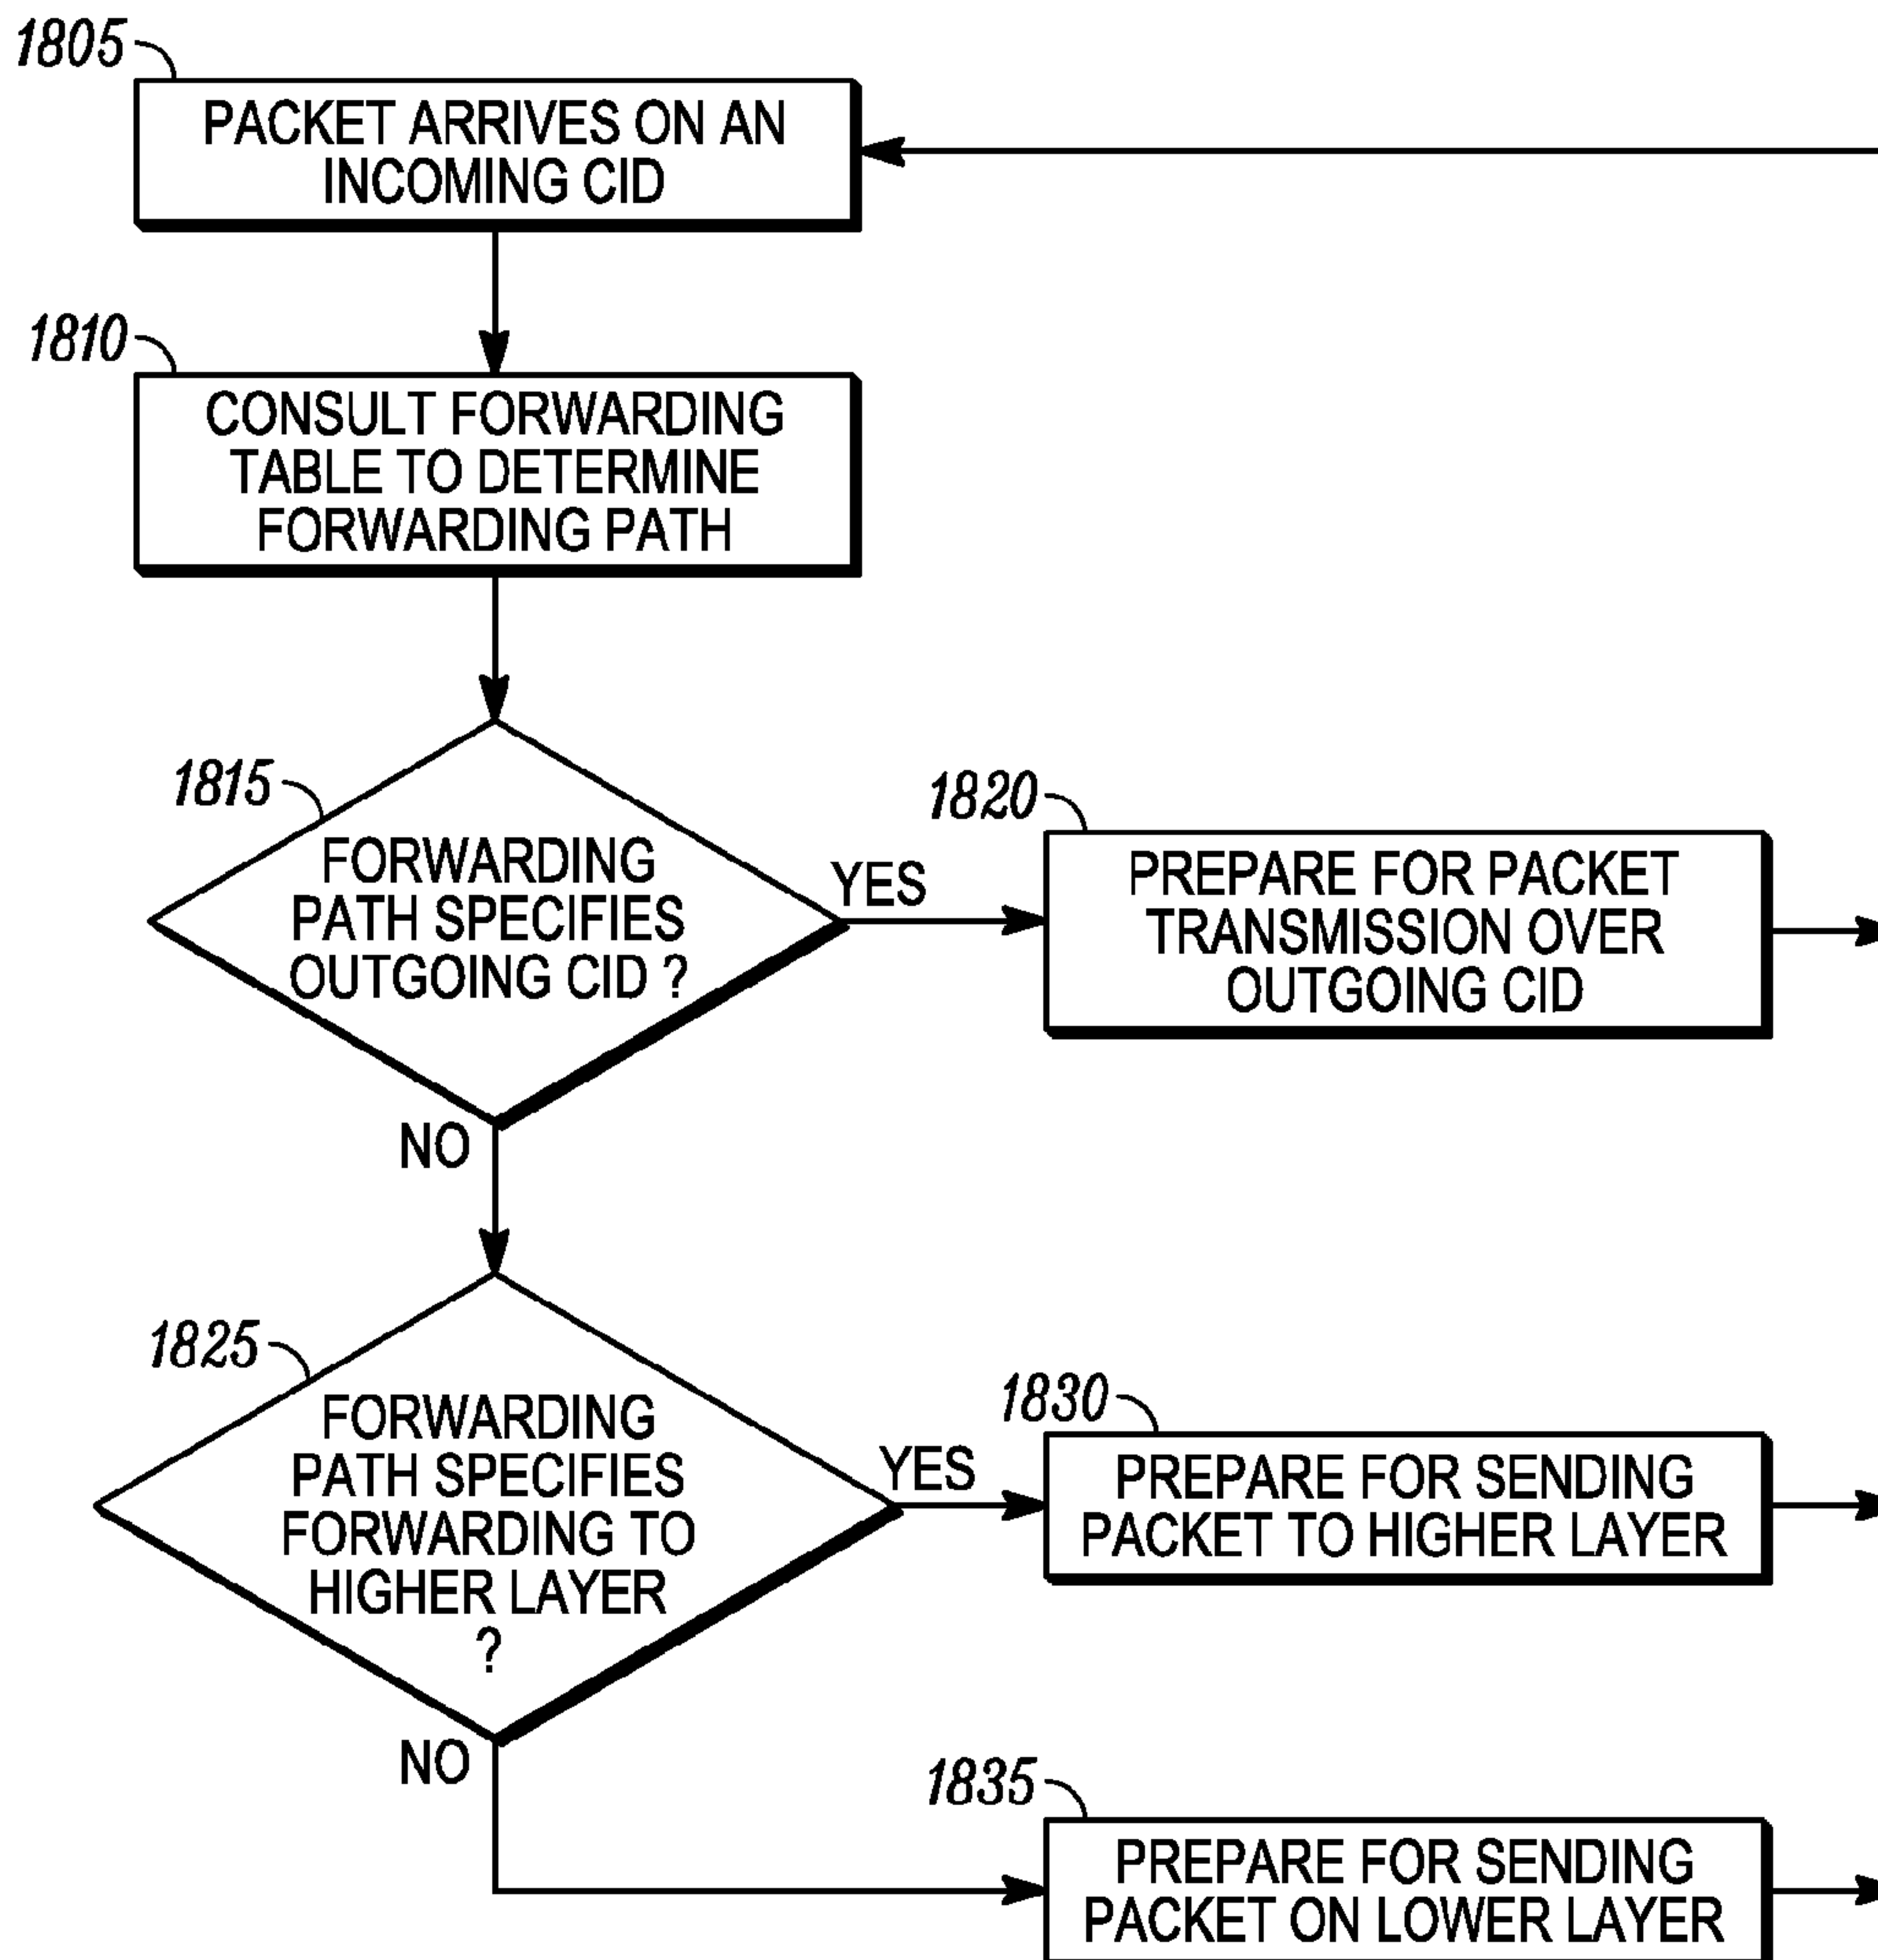 1805
PACKET ARRIVES ON AN
INCOMING CID
1810
CONSULT FORWARDING
TABLE TO DETERMINE
FORWARDING PATH
1815
FORWARDING
PATH SPECIFIES
OUTGOING CID ?
YES
NO
1820
PREPARE FOR PACKET
TRANSMISSION OVER
OUTGOING CID
1825
FORWARDING
PATH SPECIFIES
FORWARDING TO
HIGHER LAYER
?
YES
NO
1830
PREPARE FOR SENDING
PACKET TO HIGHER LAYER
1835
PREPARE FOR SENDING
PACKET ON LOWER LAYER